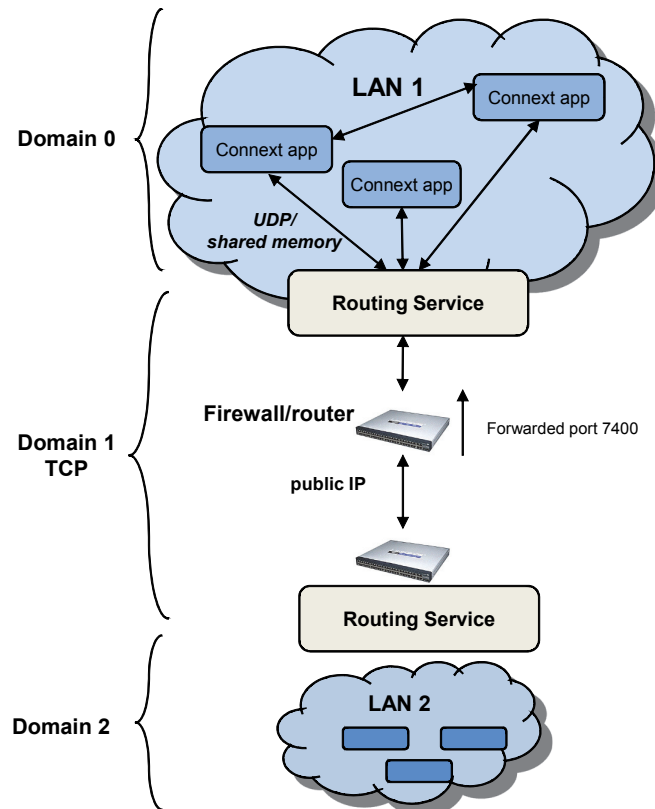 LAN 1
Connext app
Domain 0
Connext app
Connext app
UDP/
shared memory
Routing Service
Firewall/router
Forwarded port 7400
Domain 1
TCP
public IP
Routing Service
LAN 2
Domain 2